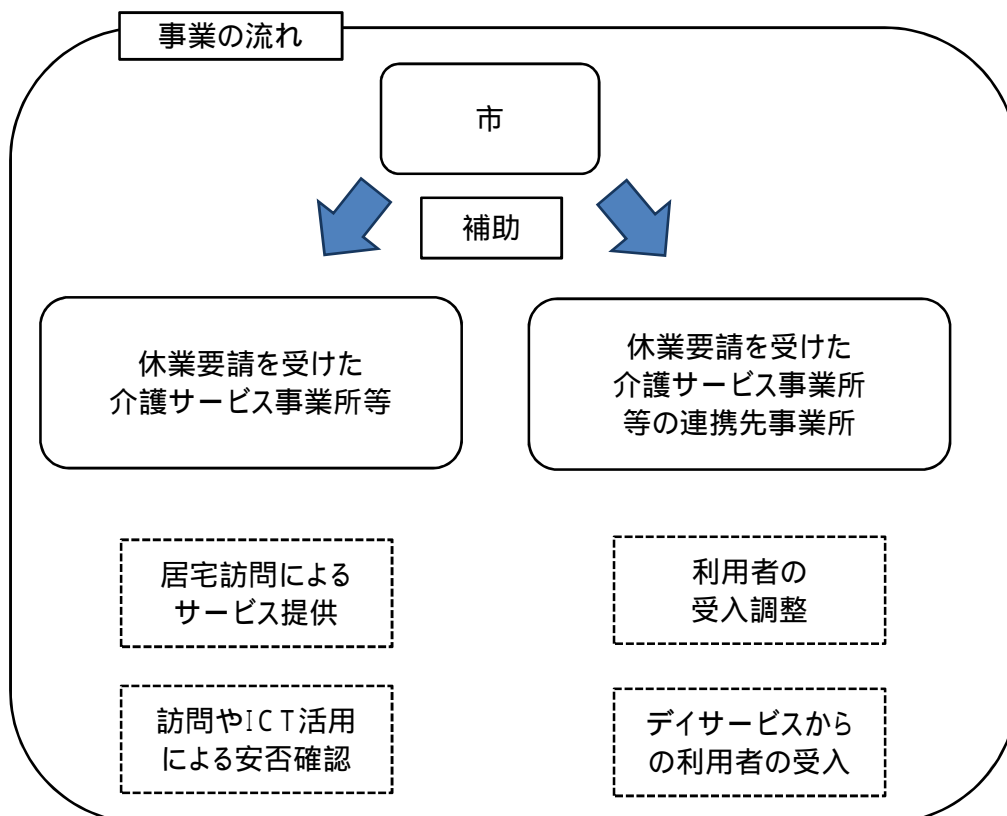 事業の流れ
市
補助
休業要請を受けた
介護サービス事業所等
休業要請を受けた
介護サービス事業所
等の連携先事業所
居宅訪問による
サービス提供
利用者の
受入調整
訪問やICT活用
による安否確認
デイサービスから
の利用者の受入